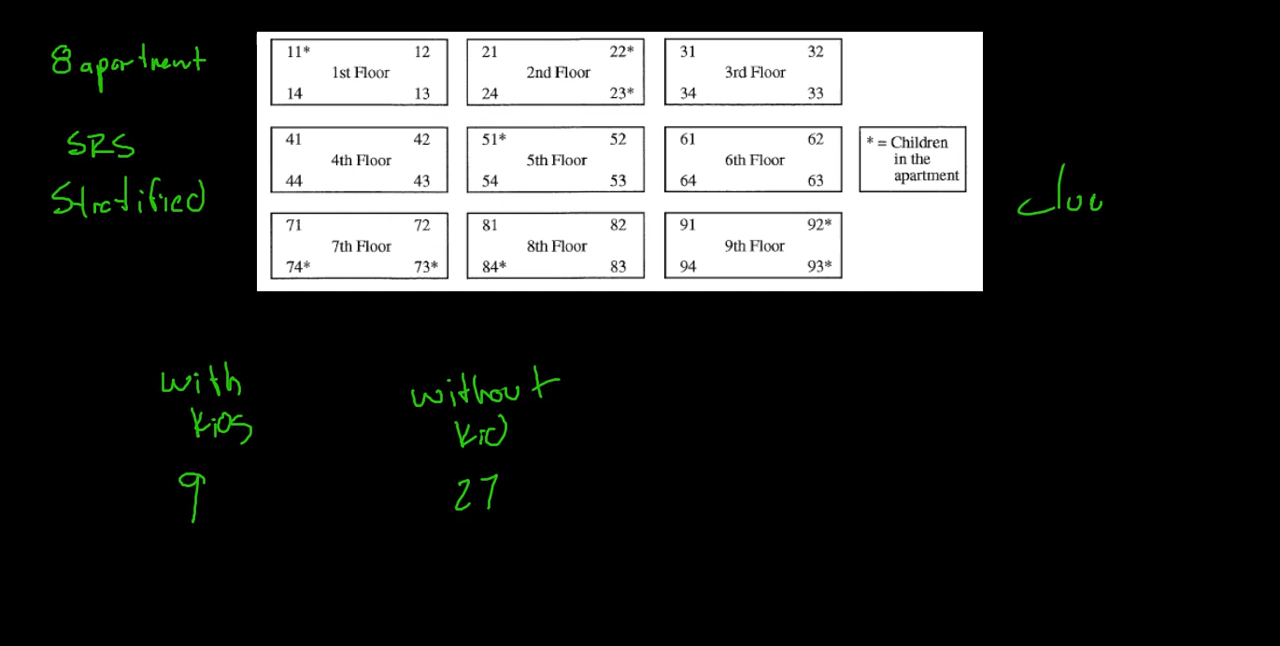 8 apartment
SRS
Stratified
11* 12
1st Floor
14 13
21 22*
2nd Floor
24 23*
31 32
3rd Floor
34 33
41 42
4th Floor
44 43
51* 52
5th Floor
54 53
61 62
6th Floor
64 63
* = Children
in the
apartment
71 72
7th Floor
74* 73*
81 82
8th Floor
84* 83
91 92*
9th Floor
94 93*
with
kids
9
without
kid
27